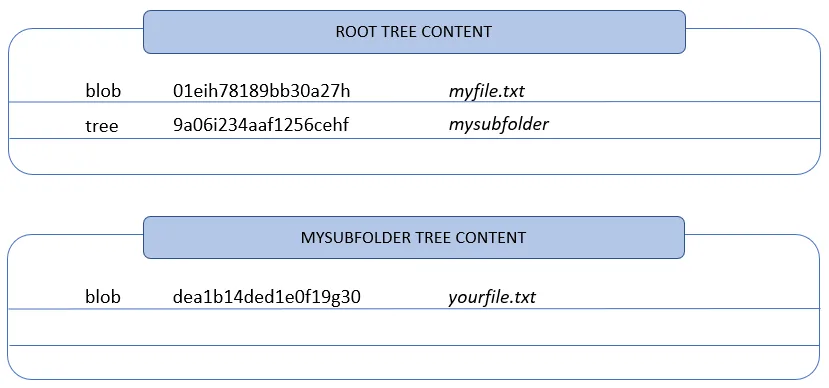 ROOT TREE CONTENT
blob 01eih78189bb30a27h myfile.txt
tree 9a06i234aaf1256cehf mysubfolder
MYSUBFOLDER TREE CONTENT
blob dea1b14ded1e0f19g30 yourfile.txt